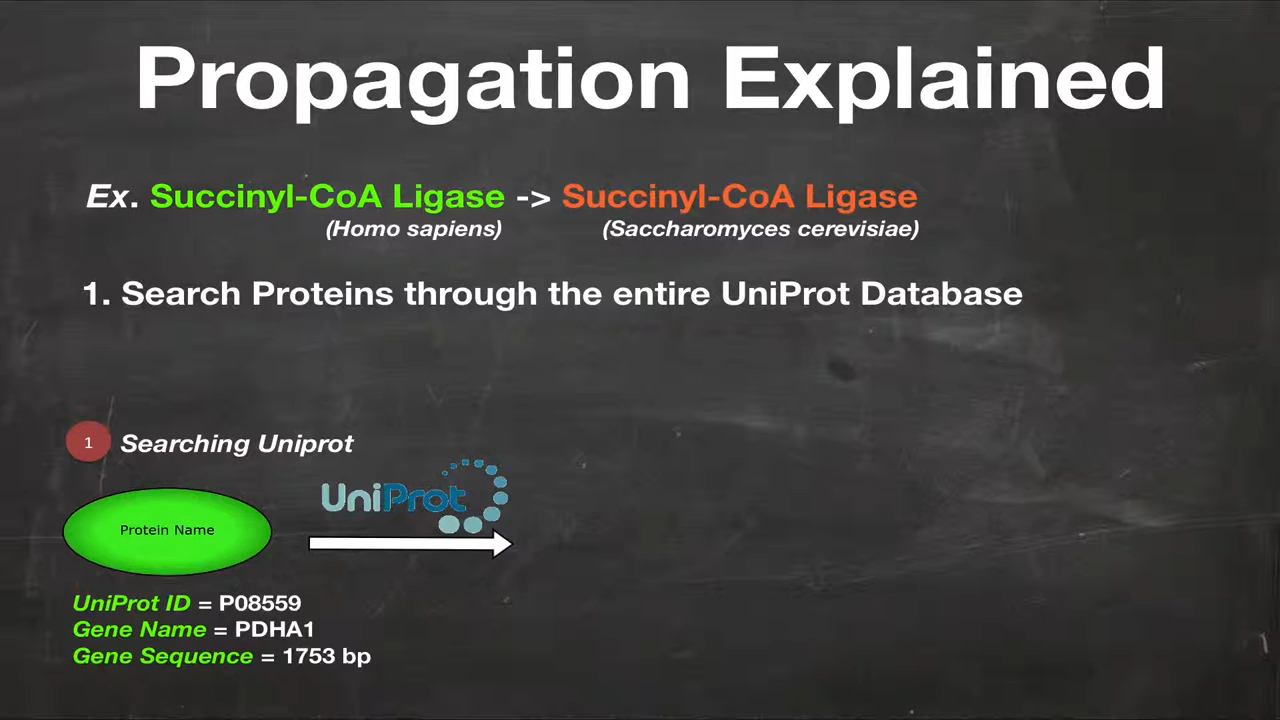 Propagation Explained
Ex. Succinyl-CoA Ligase -> Succinyl-CoA Ligase
(Homo sapiens) (Saccharomyces cerevisiae)
1. Search Proteins through the entire UniProt Database
1 Searching Uniprot
UniProt
Protein Name
UniProt ID = P08559
Gene Name = PDHA1
Gene Sequence = 1753 bp